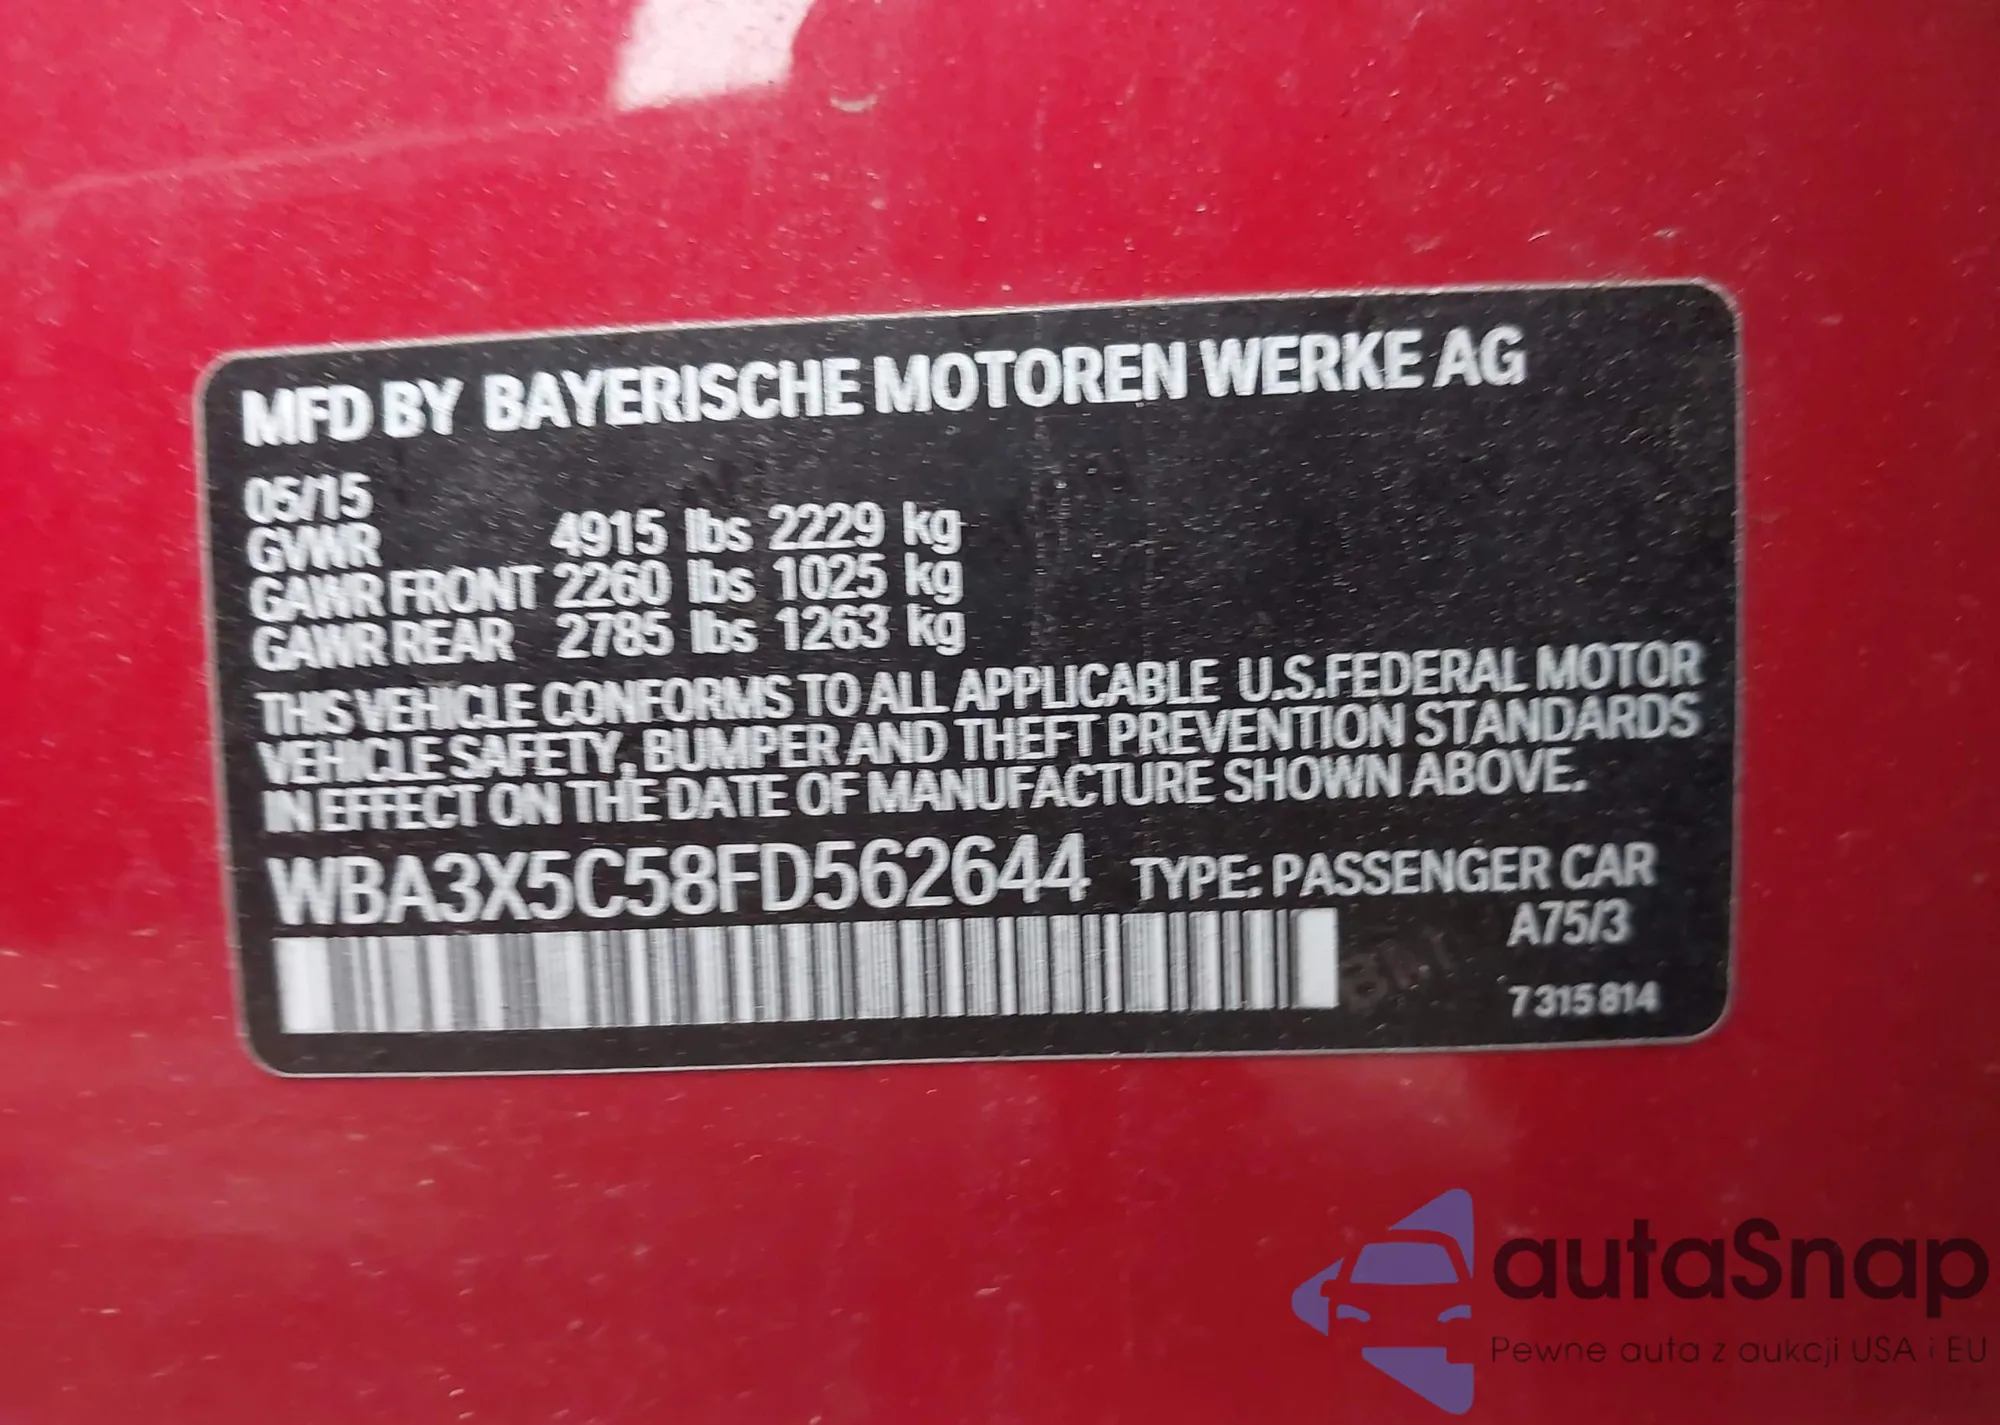 MFD BY BAYERISCHE MOTOREN WERKE AG
05/15
GVWR 4915 lbs 2229 kg
GAWR FRONT 2260 lbs 1025 kg
GAWR REAR 2785 lbs 1263 kg
THIS VEHICLE CONFORMS TO ALL APPLICABLE U.S.FEDERAL MOTOR
VEHICLE SAFETY, BUMPER AND THEFT PREVENTION STANDARDS
IN EFFECT ON THE DATE OF MANUFACTURE SHOWN ABOVE.
WBA3X5C58FD562644 TYPE: PASSENGER CAR
A75/3
7 315 814
autaSnap
Pewne auta z aukcji USA i EU